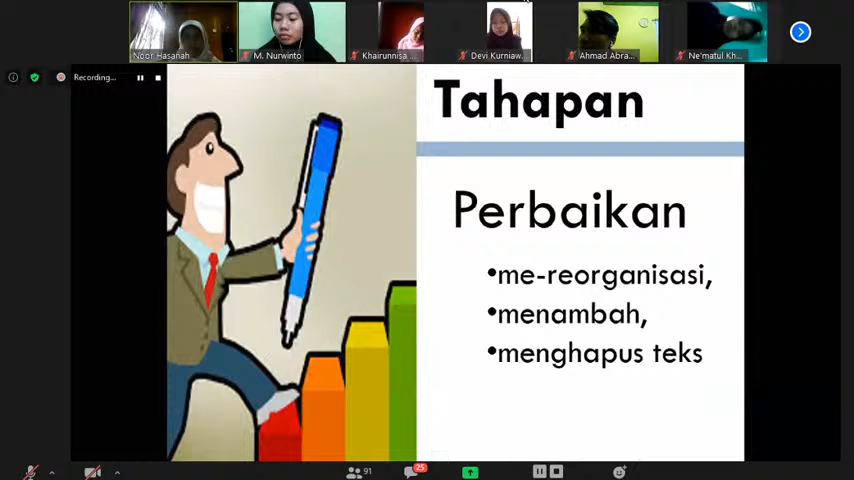 Noor Hasanah
M. Nurwinto
Khairunnisa ...
Devi Kurniaw...
Ahmad Abra...
Ne'matul Kh...
Recording...
Tahapan
Perbaikan
•me-reorganisasi,
•menambah,
•menghapus teks
91
25